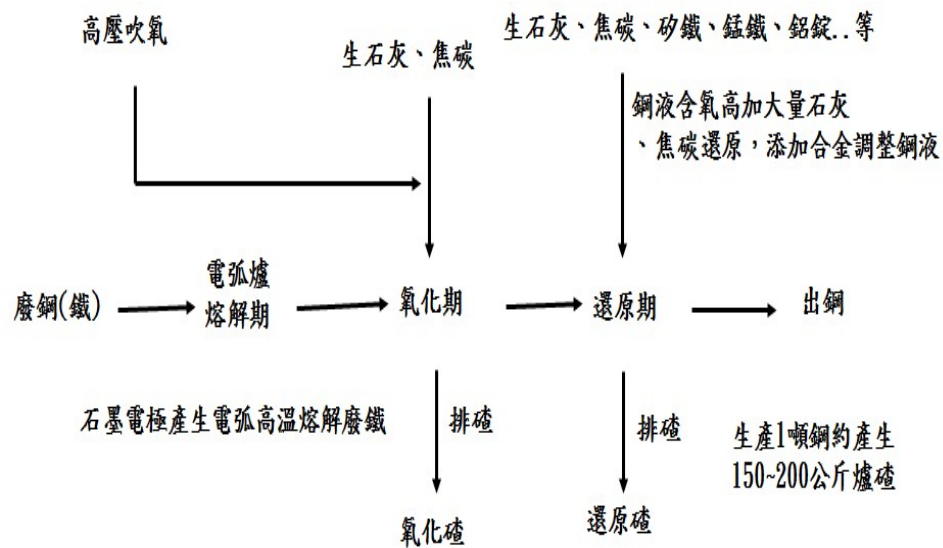 高壓吹氧
生石灰、焦碳
生石灰、焦碳、矽鐵、錳鐵、鋁錠..等
鋼液含氧高加大量石灰
、焦碳還原，添加合金調整鋼液
廢鋼(鐵)
電弧爐
熔解期
氧化期
還原期
出鋼
石墨電極產生電弧高溫熔解廢鐵
排碴
排碴
生產1噸鋼約產生
150~200公斤爐碴
氧化碴
還原碴